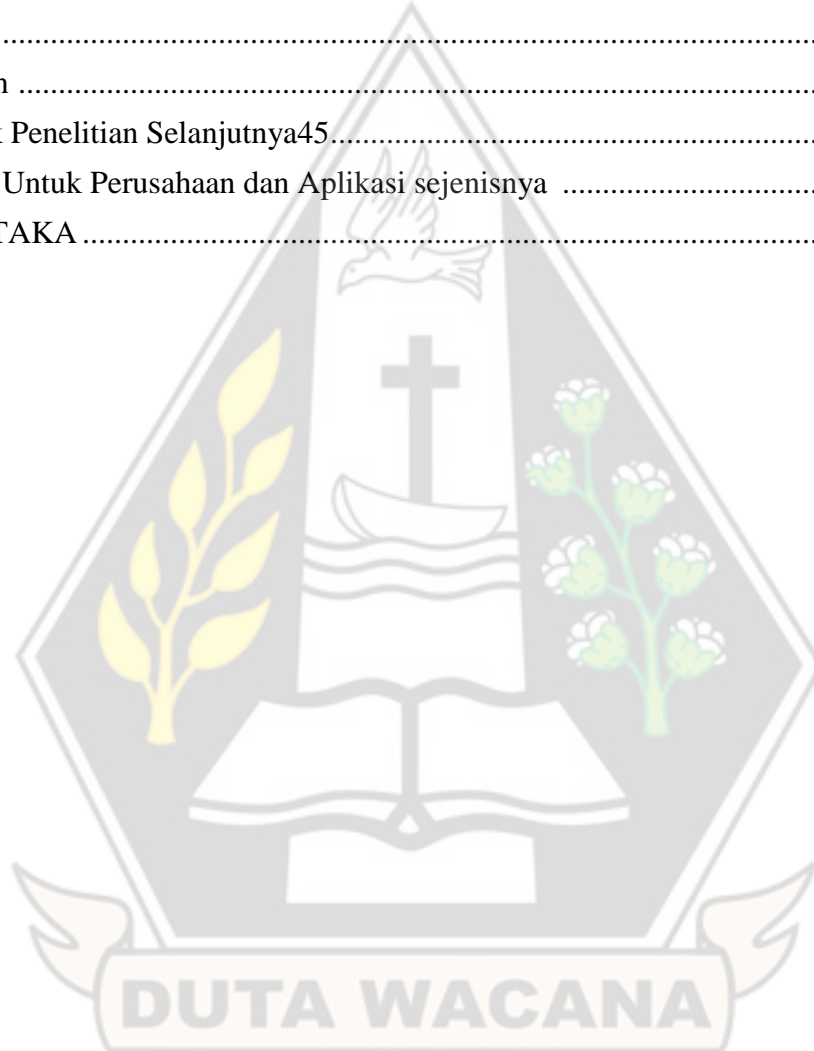 ................................................................................................
n ................................................................................................
k Penelitian Selanjutnya45................................................................
Untuk Perusahaan dan Aplikasi sejenisnya ................................
TAKA ................................................................................................
DUTA WACANA